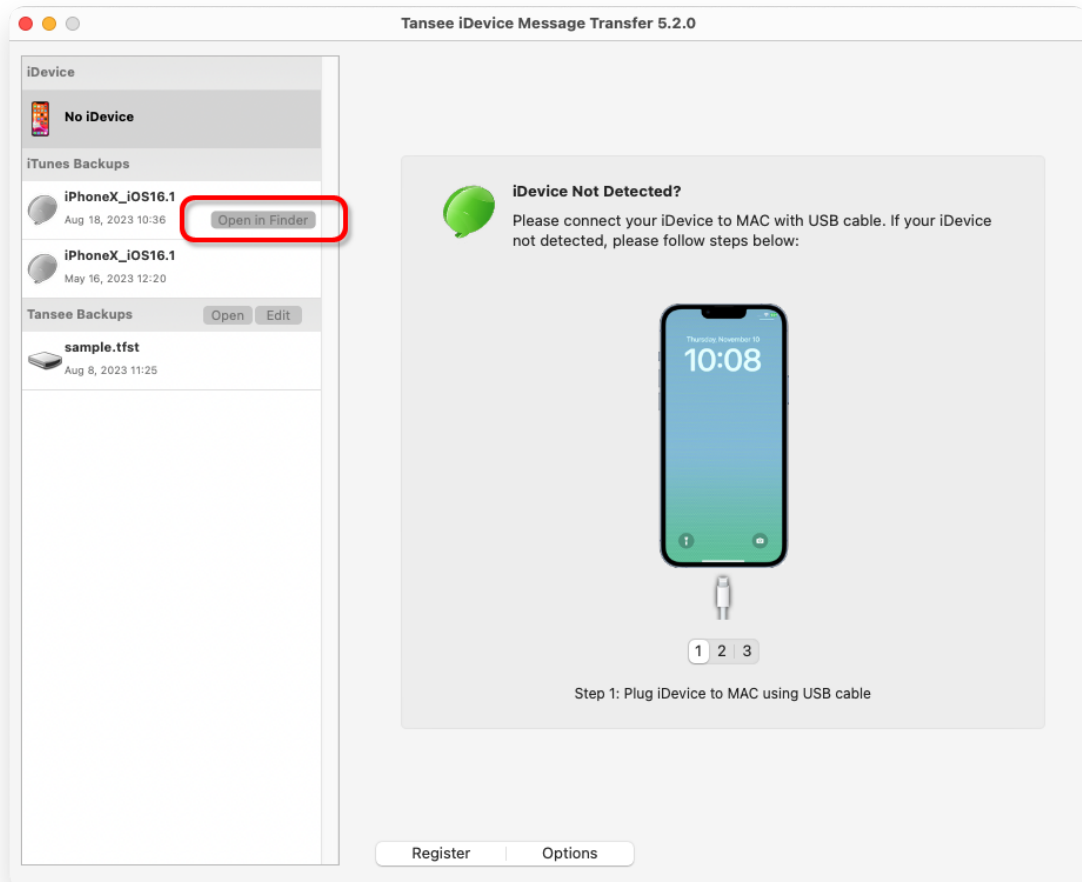 Tansee iDevice Message Transfer 5.2.0
iDevice
No iDevice
iTunes Backups
iPhoneX_iOS16.1
Aug 18, 2023 10:36
Open in Finder
iPhoneX_iOS16.1
May 16, 2023 12:20
Tansee Backups
Open
Edit
sample.tfst
Aug 8, 2023 11:25
iDevice Not Detected?
Please connect your iDevice to MAC with USB cable. If your iDevice
not detected, please follow steps below:
Thursday, November 10
10:08
1 2 3
Step 1: Plug iDevice to MAC using USB cable
Register
Options